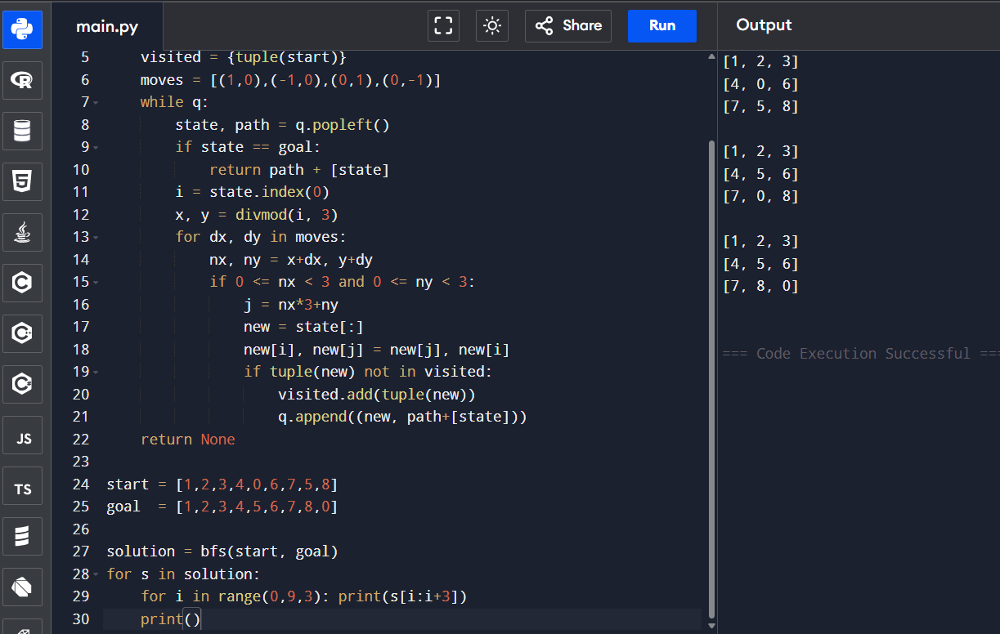 main.py
Share
Run
Output
5 visited = {tuple(start)}
6 moves = [(1,0),(-1,0),(0,1),(0,-1)]
7 while q:
8 state, path = q.popleft()
9 if state == goal:
10 return path + [state]
11 i = state.index(0)
12 x, y = divmod(i, 3)
13 for dx, dy in moves:
14 nx, ny = x+dx, y+dy
15 if 0 <= nx < 3 and 0 <= ny < 3:
16 j = nx*3+ny
17 new = state[:]
18 new[i], new[j] = new[j], new[i]
19 if tuple(new) not in visited:
20 visited.add(tuple(new))
21 q.append((new, path+[state]))
22 return None
23
24 start = [1,2,3,4,0,6,7,5,8]
25 goal  = [1,2,3,4,5,6,7,8,0]
26
27 solution = bfs(start, goal)
28 for s in solution:
29 for i in range(0,9,3): print(s[i:i+3])
30 print()
[1, 2, 3]
[4, 0, 6]
[7, 5, 8]
[1, 2, 3]
[4, 5, 6]
[7, 0, 8]
[1, 2, 3]
[4, 5, 6]
[7, 8, 0]
=== Code Execution Successful ===
R
5
C
C++
C#
JS
TS